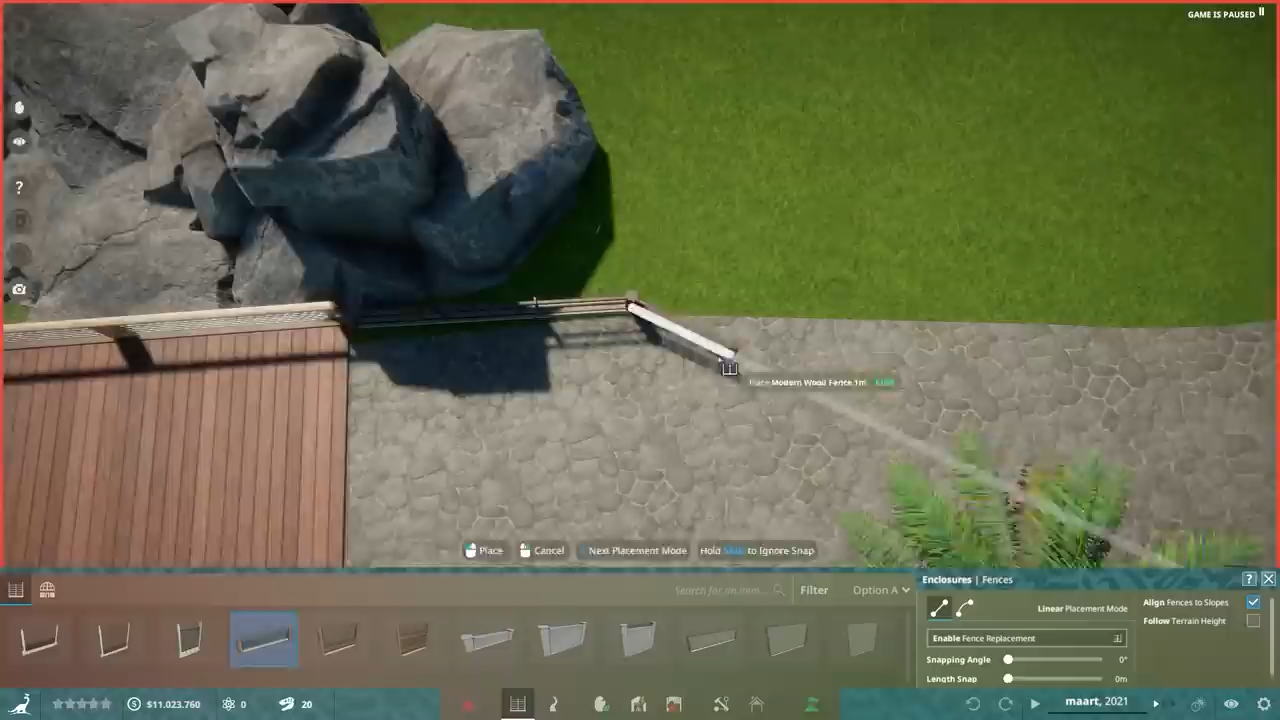 GAME IS PAUSED
?
Place Modern Wood Fence 1m
Place
Cancel
Next Placement Mode
Hold to Ignore Snap
Filter
Option A
Enclosures | Fences
?
Linear Placement Mode
Enable Fence Replacement
Snapping Angle 0°
Length Snap 0m
Align Fences to Slopes
Follow Terrain Height
$11.023.760
0
20
maart, 2021